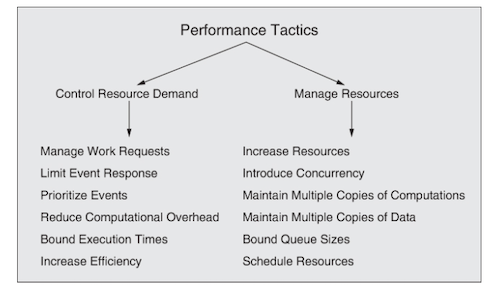 Performance Tactics
Control Resource Demand
Manage Work Requests
Limit Event Response
Prioritize Events
Reduce Computational Overhead
Bound Execution Times
Increase Efficiency
Manage Resources
Increase Resources
Introduce Concurrency
Maintain Multiple Copies of Computations
Maintain Multiple Copies of Data
Bound Queue Sizes
Schedule Resources